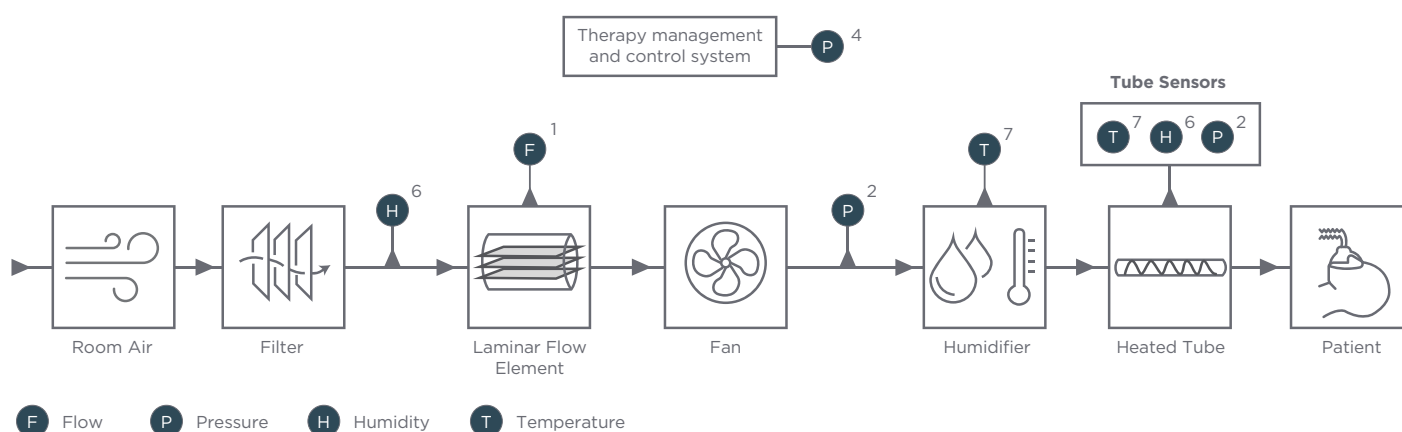 Therapy management
and control system
P 4
Tube Sensors
T 7 H 6 P 2
F 1
T 7
H 6
P 2
Room Air
Filter
Laminar Flow
Element
Fan
Humidifier
Heated Tube
Patient
F Flow P Pressure H Humidity T Temperature